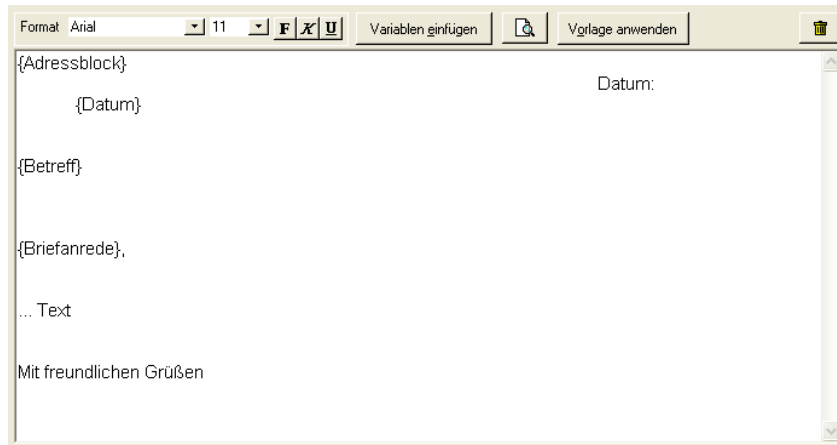 Format Arial 11 F K U Variablen einfügen Vorlage anwenden
{Adressblock}
Datum:
{Datum}
{Betreff}
{Briefanrede},
... Text
Mit freundlichen Grüßen